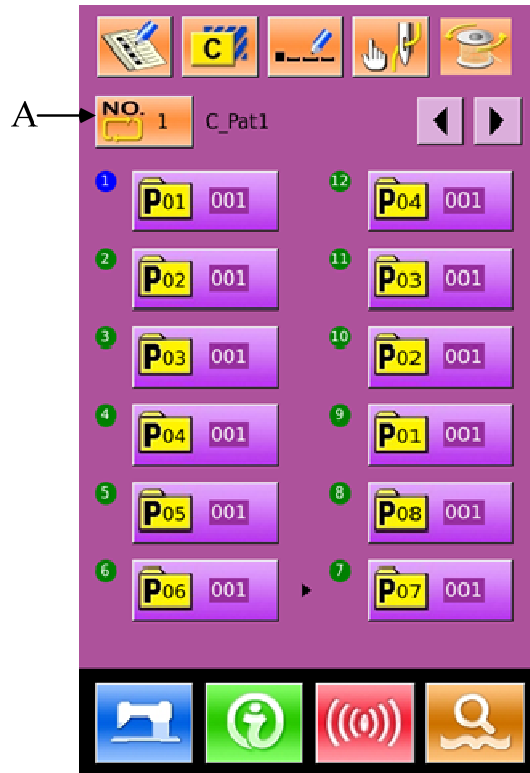 C
A NO. 1 C_Pat1
1 P01 001 12 P04 001
2 P02 001 11 P03 001
3 P03 001 10 P02 001
4 P04 001 9 P01 001
5 P05 001 8 P08 001
6 P06 001 7 P07 001